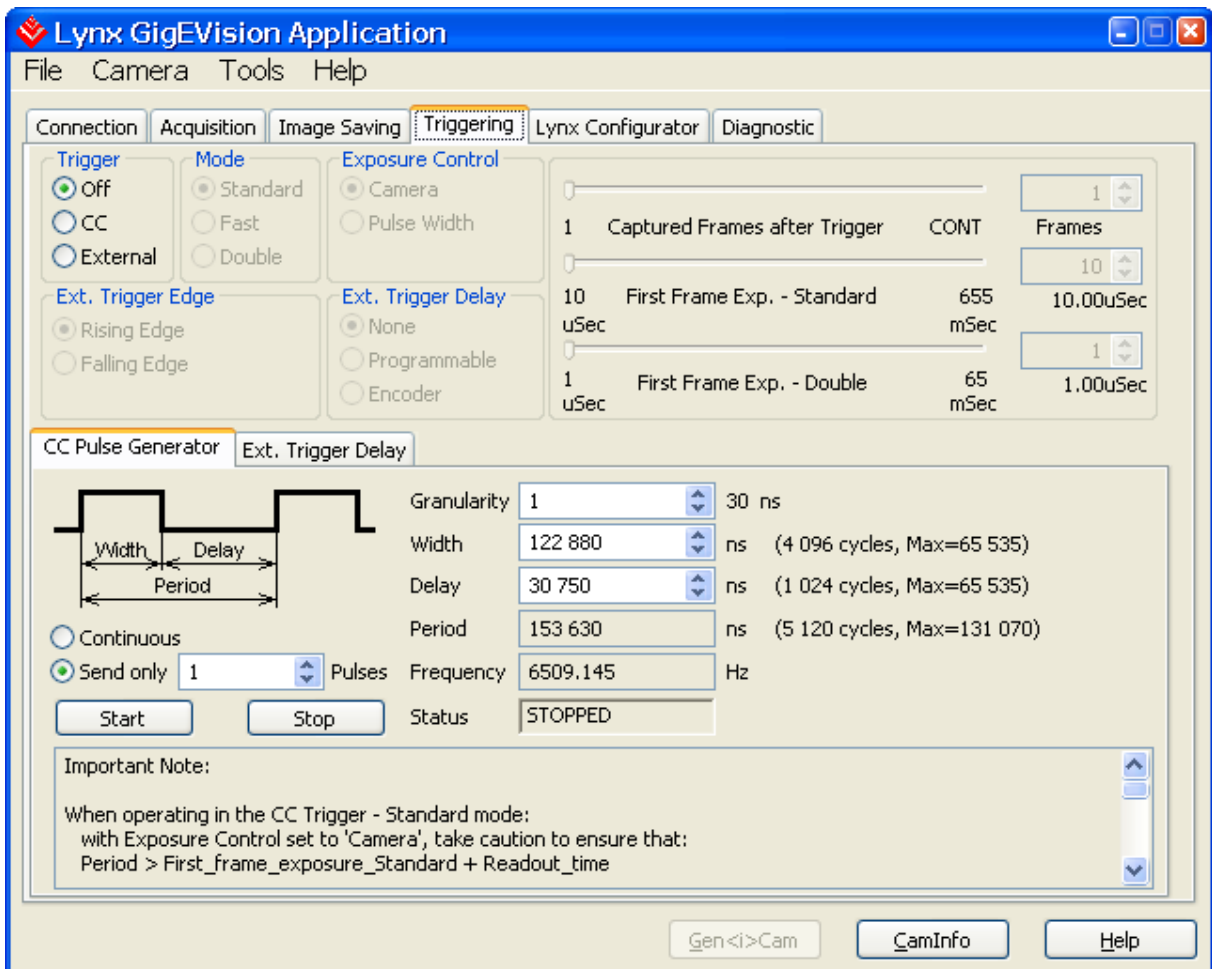 Lynx GigEVision Application
File Camera Tools Help
Connection Acquisition Image Saving Triggering Lynx Configurator Diagnostic
Trigger
Off
CC
External
Mode
Standard
Fast
Double
Exposure Control
Camera
Pulse Width
1
1 Captured Frames after Trigger CONT Frames
10
10 uSec First Frame Exp. - Standard 655 mSec 10.00uSec
1
1 uSec First Frame Exp. - Double 65 mSec 1.00uSec
Ext. Trigger Edge
Rising Edge
Falling Edge
Ext. Trigger Delay
None
Programmable
Encoder
CC Pulse Generator Ext. Trigger Delay
Width Delay
Period
Continuous
Send only 1 Pulses
Start Stop
Granularity 1 30 ns
Width 122 880 ns (4 096 cycles, Max=65 535)
Delay 30 750 ns (1 024 cycles, Max=65 535)
Period 153 630 ns (5 120 cycles, Max=131 070)
Frequency 6509.145 Hz
Status STOPPED
Important Note:
When operating in the CC Trigger - Standard mode:
with Exposure Control set to 'Camera', take caution to ensure that:
Period > First_frame_exposure_Standard + Readout_time
Gen<i>Cam CamInfo Help